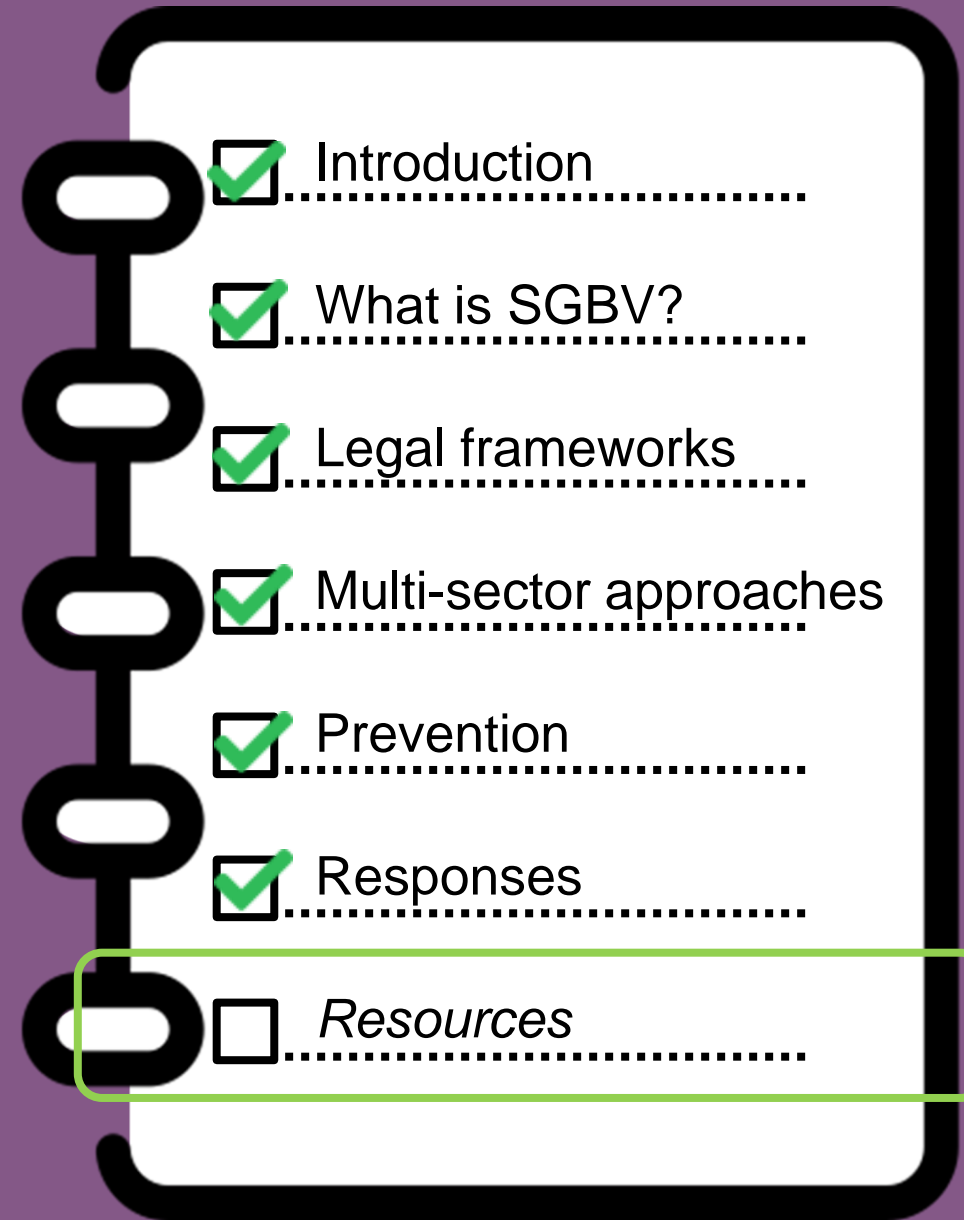 Introduction
What is SGBV?
Legal frameworks
Multi-sector approaches
Prevention
Responses
Resources